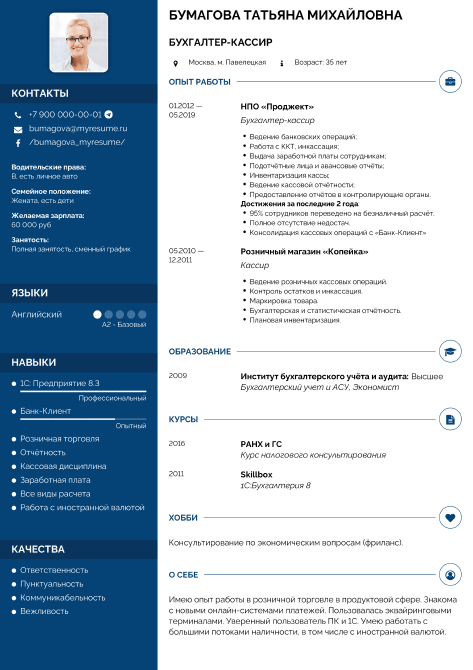 БУМАГОВА ТАТЬЯНА МИХАЙЛОВНА
БУХГАЛТЕР-КАССИР
Москва, м. Павелецкая
Возраст: 35 лет
КОНТАКТЫ
+7 900 000-00-01
bumagova@myresume.ru
/bumagova_myresume/
Водительские права:
B, есть личное авто
Семейное положение:
Жената, есть дети
Желаемая зарплата:
60 000 руб
Занятость:
Полная занятость, сменный график
ЯЗЫКИ
Английский
A2 - Базовый
НАВЫКИ
1С: Предприятие 8.3
Профессиональный
Банк-Клиент
Опытный
Розничная торговля
Отчётность
Кассовая дисциплина
Заработная плата
Все виды расчета
Работа с иностранной валютой
КАЧЕСТВА
Ответственность
Пунктуальность
Коммуникабельность
Вежливость
ОПЫТ РАБОТЫ
01.2012 —
05.2019
НПО «Проджект»
Бухгалтер-кассир
Ведение банковских операций;
Работа с ККТ, инкассация;
Выдача заработной платы сотрудникам;
Подотчётные лица и авансовые отчёты;
Инвентаризация кассы;
Ведение кассовой отчётности;
Предоставление отчётов в контролирующие органы.
Достижения за последние 2 года:
95% сотрудников переведено на безналичный расчёт.
Полное отсутствие недостач.
Консолидация кассовых операций с «Банк-Клиент»
05.2010 —
12.2011
Розничный магазин «Копейка»
Кассир
Ведение розничных кассовых операций.
Контроль остатков и инкассация.
Маркировка товара.
Бухгалтерская и статистическая отчётность.
Плановая инвентаризация.
ОБРАЗОВАНИЕ
2009
Институт бухгалтерского учёта и аудита: Высшее
Бухгалтерский учет и АСУ, Экономист
КУРСЫ
2016
РАНХ и ГС
Курс налогового консультирования
2011
Skillbox
1С:Бухгалтерия 8
ХОББИ
Консультирование по экономическим вопросам (фриланс).
О СЕБЕ
Имею опыт работы в розничной торговле в продуктовой сфере. Знакома
с новыми онлайн-системами платежей. Пользовалась эквайринговыми
терминалами. Уверенный пользователь ПК и 1С. Умею работать с
большими потоками наличности, в том числе с иностранной валютой.